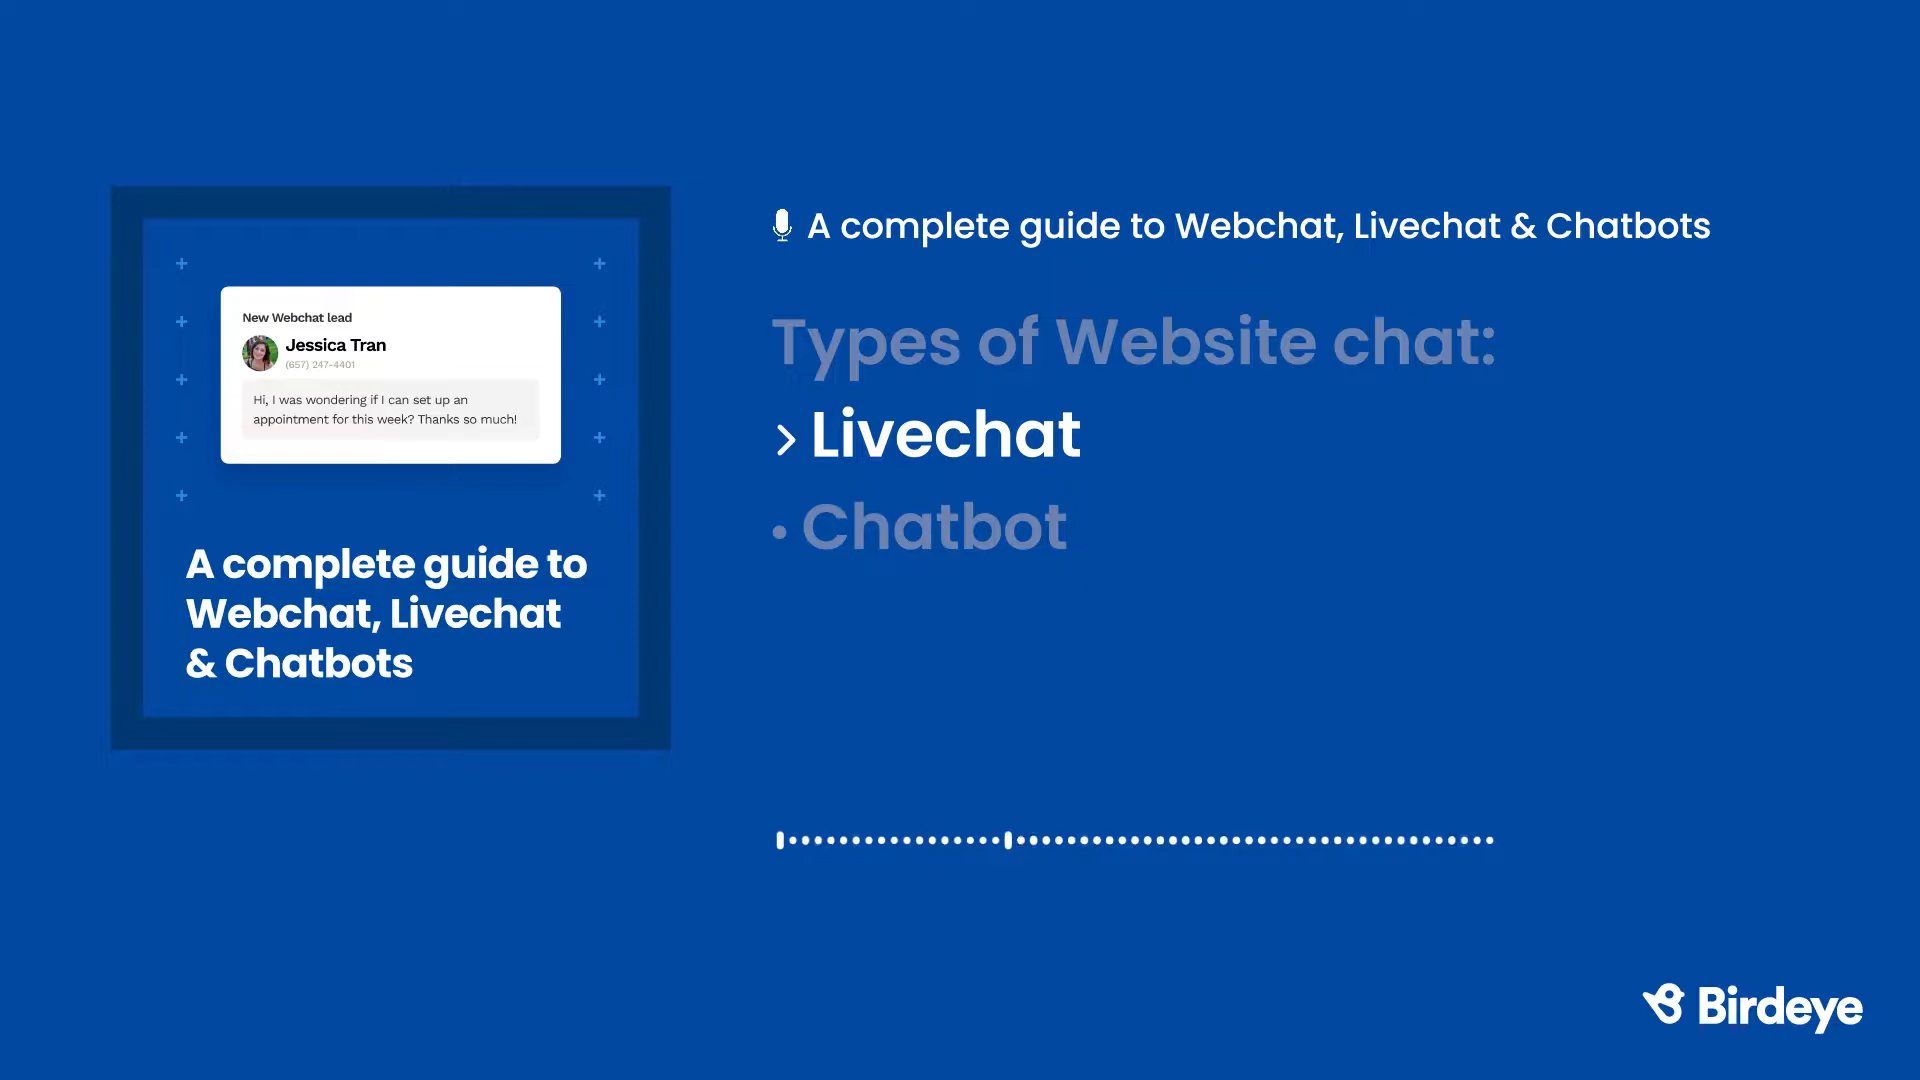 New Webchat lead
Jessica Tran
(657) 247-4401
Hi, I was wondering if I can set up an
appointment for this week? Thanks so much!
A complete guide to
Webchat, Livechat
& Chatbots
A complete guide to Webchat, Livechat & Chatbots
Types of Website chat:
> Livechat
• Chatbot
Birdeye